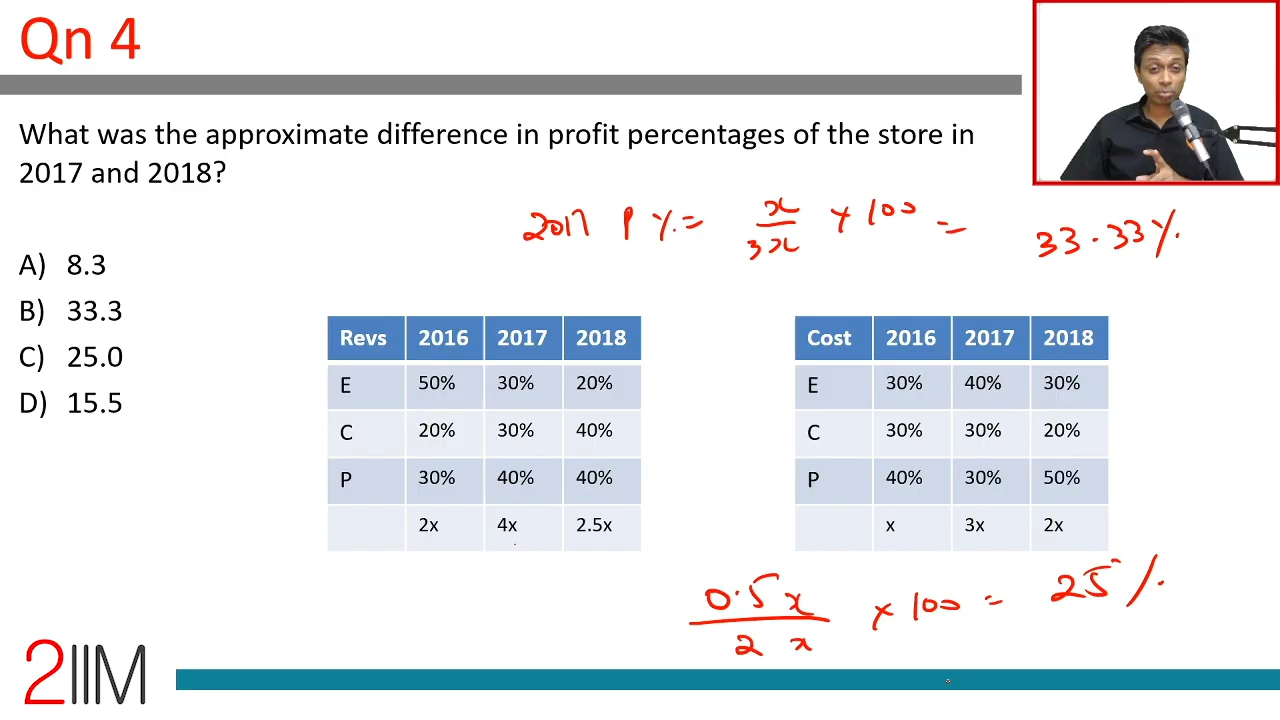 Qn 4
What was the approximate difference in profit percentages of the store in
2017 and 2018?
2017 P % = x/3x × 100 = 33.33%
A) 8.3
B) 33.3
C) 25.0
D) 15.5
Revs 2016 2017 2018
E 50% 30% 20%
C 20% 30% 40%
P 30% 40% 40%
2x 4x 2.5x
Cost 2016 2017 2018
E 30% 40% 30%
C 30% 30% 20%
P 40% 30% 50%
x 3x 2x
0.5x/2x × 100 = 25%
2IIM